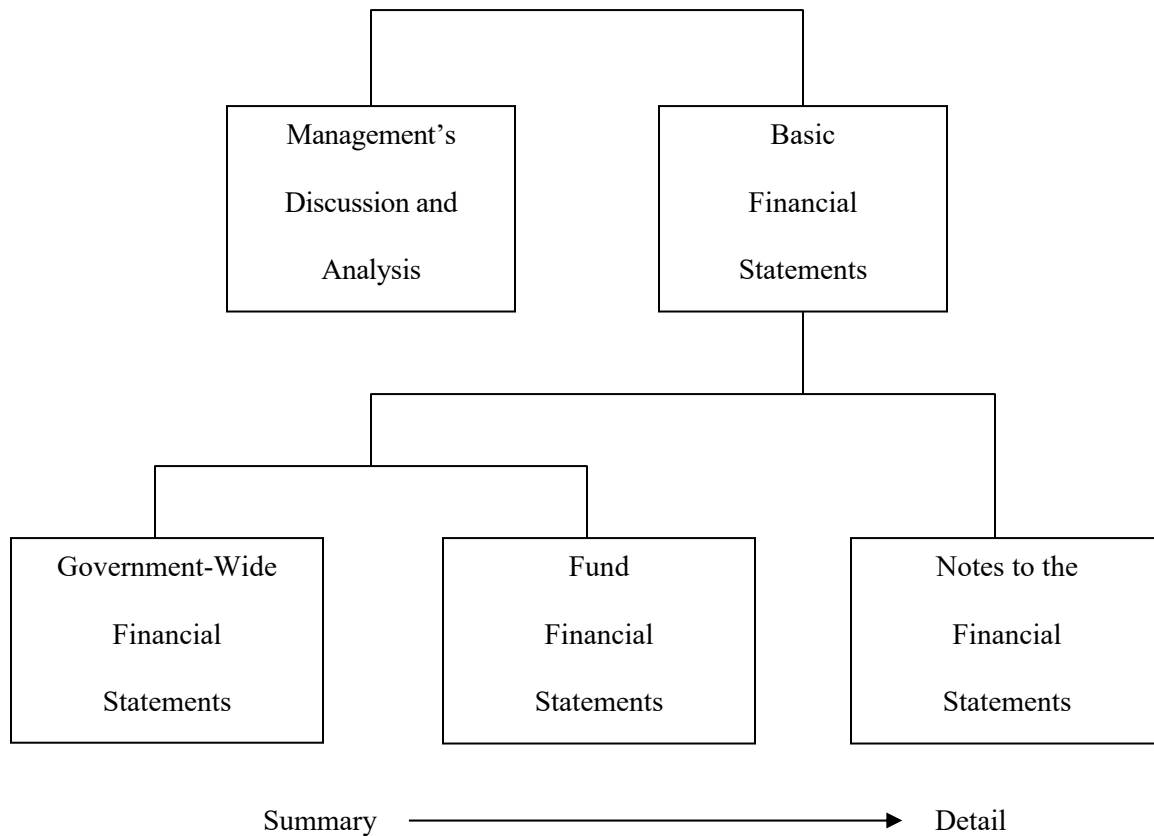 Management’s
Discussion and
Analysis
Basic
Financial
Statements
Government-Wide
Financial
Statements
Fund
Financial
Statements
Notes to the
Financial
Statements
Summary
Detail